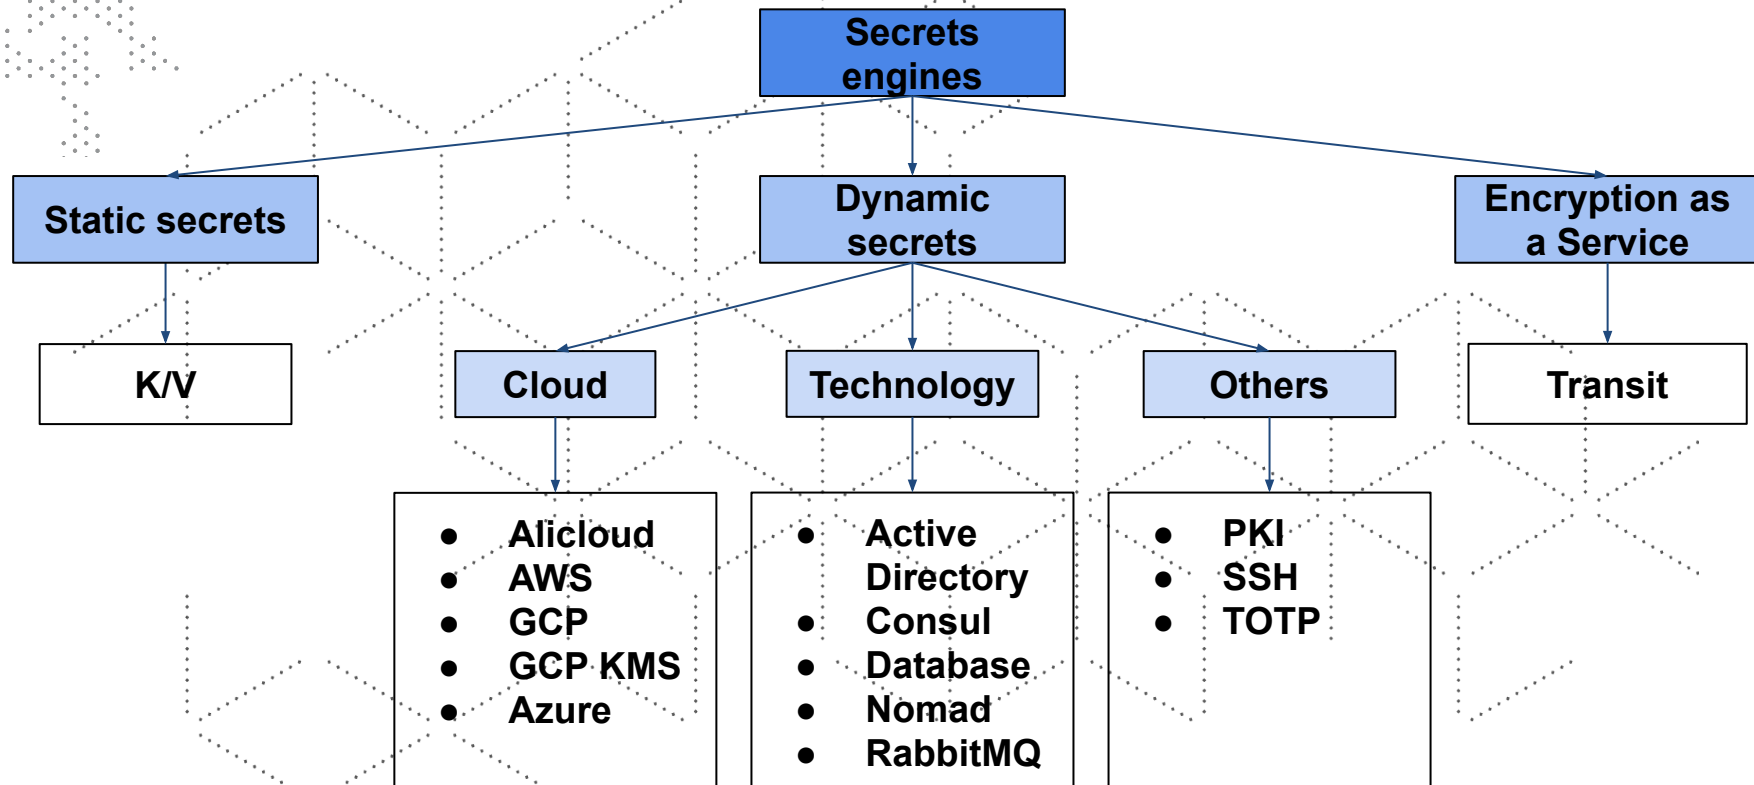 Secrets
engines
Static secrets
Dynamic
secrets
Encryption as
a Service
K/V
Cloud
Technology
Others
Transit
● Alicloud
● AWS
● GCP
● GCP KMS
● Azure
● Active
Directory
● Consul
● Database
● Nomad
● RabbitMQ
● PKI
● SSH
● TOTP